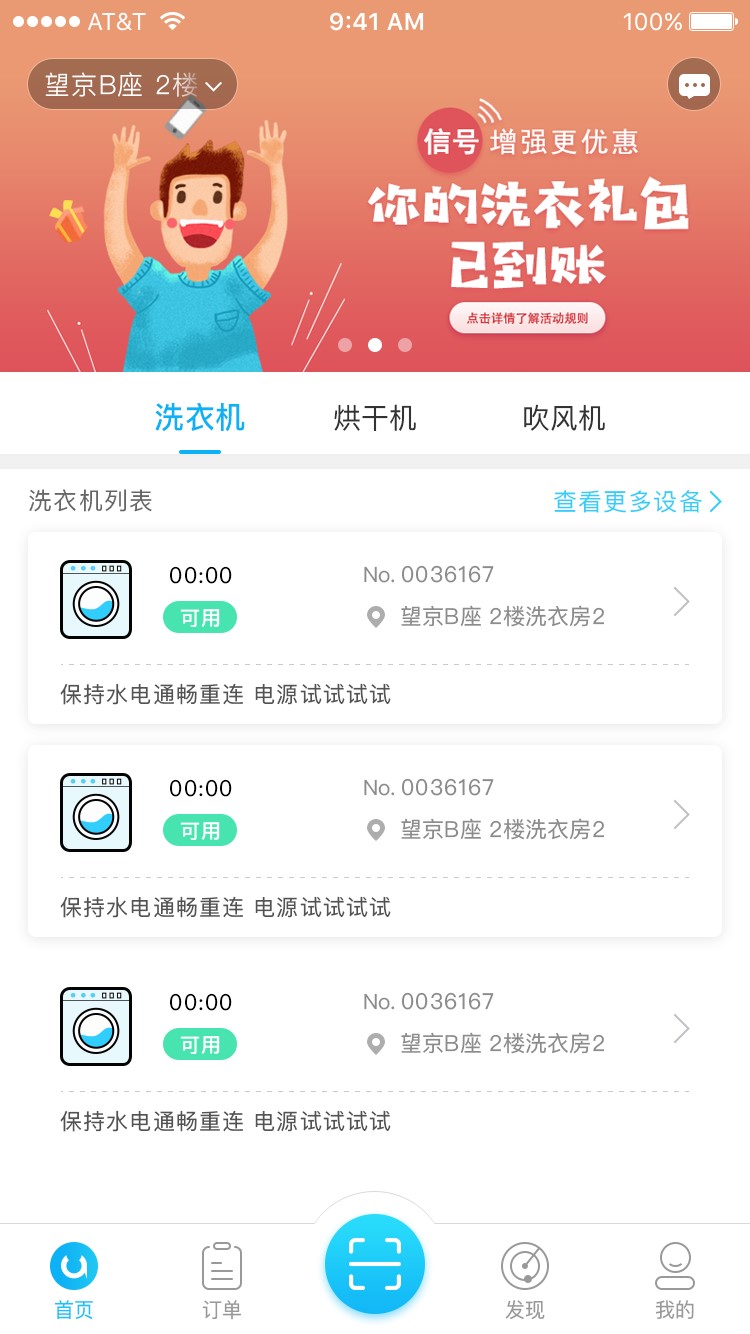 AT&T 9:41 AM 100%
望京B座 2楼
信号 增强更优惠
你的洗衣礼包
已到账
点击详情了解活动规则
洗衣机 烘干机 吹风机
洗衣机列表 查看更多设备
00:00 No. 0036167
可用 望京B座 2楼洗衣房2
保持水电通畅重连 电源试试试试
00:00 No. 0036167
可用 望京B座 2楼洗衣房2
保持水电通畅重连 电源试试试试
00:00 No. 0036167
可用 望京B座 2楼洗衣房2
保持水电通畅重连 电源试试试试
首页 订单 发现 我的